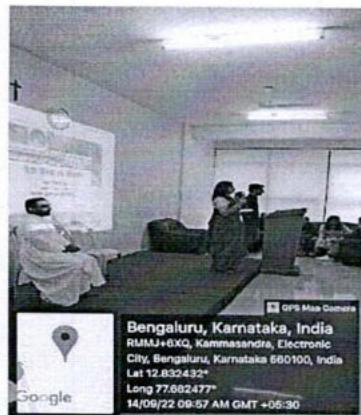 GPS Map Camera
Bengaluru, Karnataka, India
RMMJ+6XQ, Kammasandra, Electronic
City, Bengaluru, Karnataka 560100, India
Lat 12.832432°
Long 77.682477°
14/09/22 09:57 AM GMT +05:30
Google